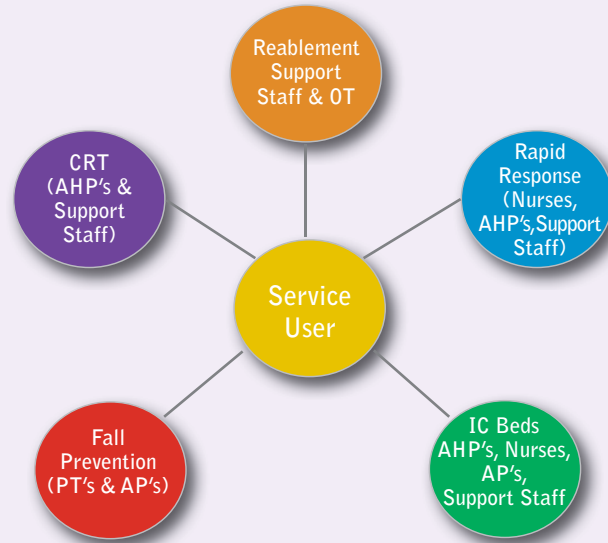 Reablement
Support
Staff & OT
CRT
(AHP's &
Support
Staff)
Rapid
Response
(Nurses,
AHP's,Support
Staff)
Service
User
Fall
Prevention
(PT's & AP's)
IC Beds
AHP's, Nurses,
AP's,
Support Staff